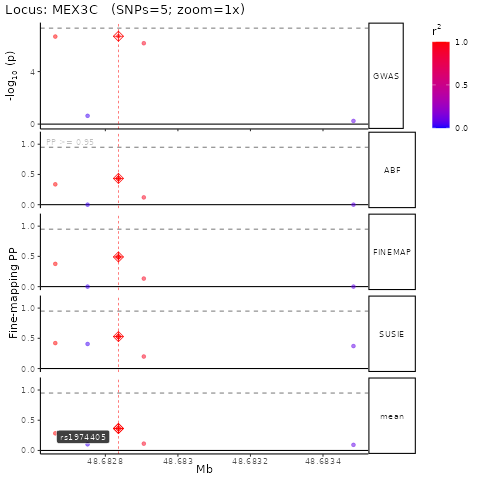 Locus: MEX3C (SNPs=5; zoom=1x)
-log10 (p)
4
0
GWAS
r2
1.0
0.5
0.0
PP >= 0.95
1.0
0.5
0.0
ABF
Fine-mapping PP
1.0
0.5
0.0
FINEMAP
1.0
0.5
0.0
SUSIE
1.0
0.5
0.0
mean
rs1974405
48.6828
48.683
48.6832
48.6834
Mb